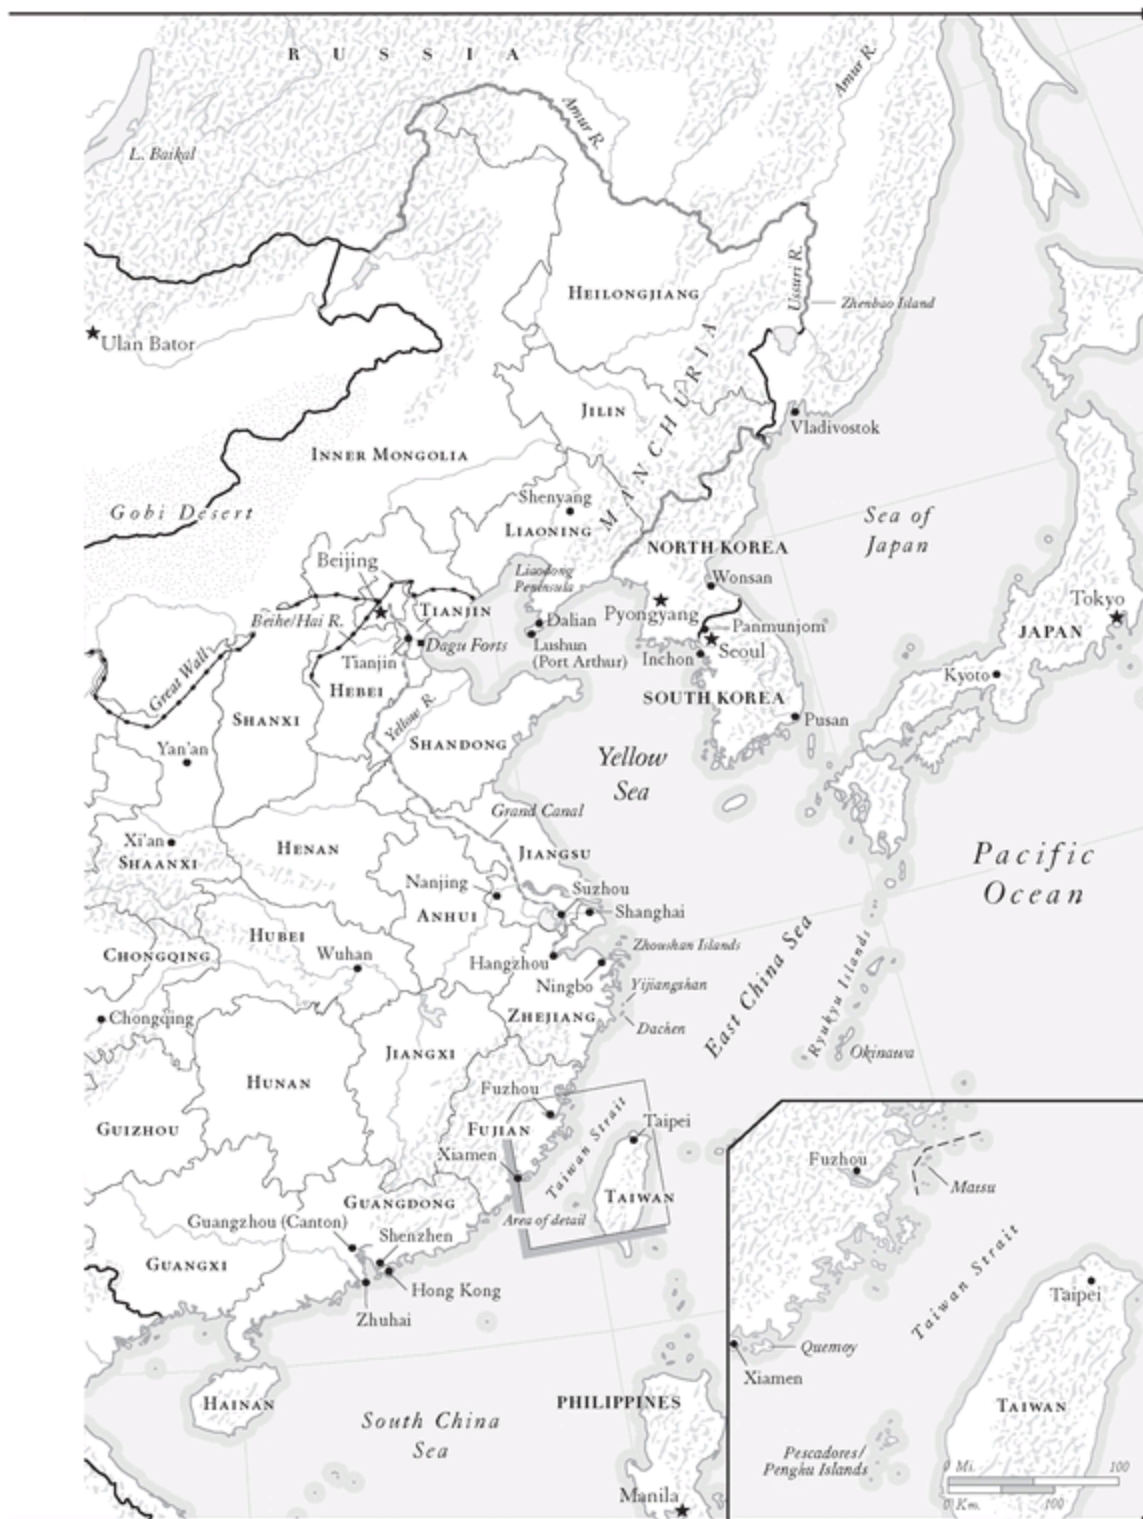 RUSSIA
Amur R.
Amur R.
L. Baikal
HEILONGJIANG
Ussuri R.
Zhenbao Island
Ulan Bator
JILIN
MANCHURIA
Vladivostok
INNER MONGOLIA
Gobi Desert
Shenyang
LIAONING
Sea of
Japan
NORTH KOREA
Beijing
Liaodong
Peninsula
Wonsan
Pyongyang
Tokyo
TIANJIN
Beihe/Hai R.
Dalian
Panmunjom
JAPAN
Dagu Forts
Lushun
(Port Arthur)
Inchon
Seoul
Tianjin
Great Wall
Kyoto
HEBEI
SOUTH KOREA
SHANXI
Yellow R.
Pusan
Yan'an
SHANDONG
Yellow
Sea
Grand Canal
Xi'an
SHAANXI
HENAN
JIANGSU
Pacific
Ocean
Nanjing
Suzhou
ANHUI
Shanghai
HUBEI
Zhoushan Islands
CHONGQING
Wuhan
Hangzhou
Ningbo
Yijiangshan
East China Sea
Ryukyu Islands
Chongqing
ZHEJIANG
Dachen
JIANGXI
Okinawa
HUNAN
Fuzhou
GUIZHOU
FUJIAN
Taiwan Strait
Taipei
Xiamen
TAIWAN
GUANGDONG
Area of detail
Guangzhou (Canton)
Shenzhen
GUANGXI
Hong Kong
Zhuhai
HAINAN
South China
Sea
PHILIPPINES
Manila
Fuzhou
Matsu
Taiwan Strait
Taipei
Quemoy
Xiamen
TAIWAN
Pescadores/
Penghu Islands
0 Mi. 100
0 Km. 100